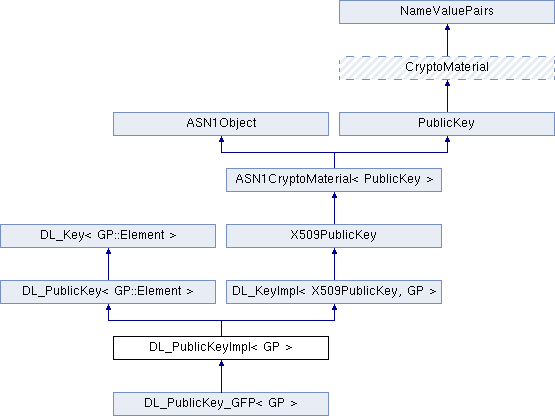 NameValuePairs
CryptoMaterial
ASN1Object
PublicKey
ASN1CryptoMaterial< PublicKey >
DL_Key< GP::Element >
X509PublicKey
DL_PublicKey< GP::Element >
DL_KeyImpl< X509PublicKey, GP >
DL_PublicKeyImpl< GP >
DL_PublicKey_GFP< GP >